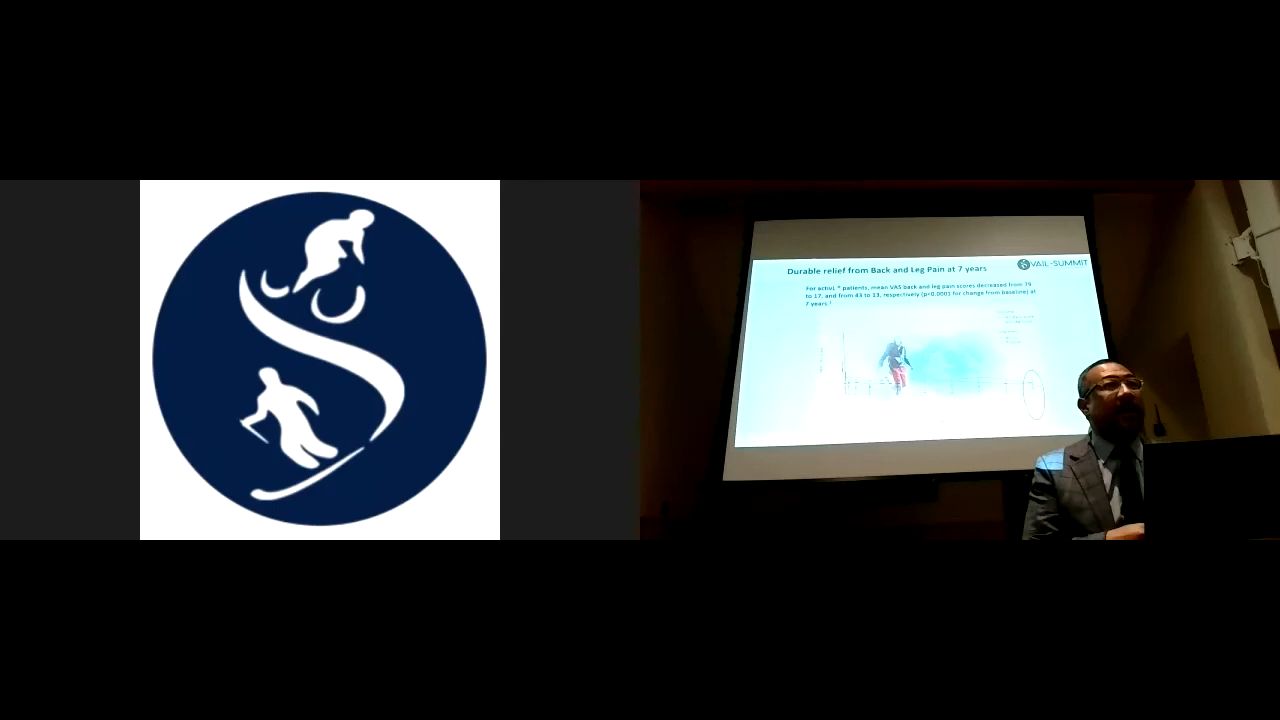 Durable relief from Back and Leg Pain at 7 years
VAIL-SUMMIT
For activL ® patients, mean VAS back and leg pain scores decreased from 79
to 17, and from 43 to 13, respectively (p<0.0001 for change from baseline) at
7 years